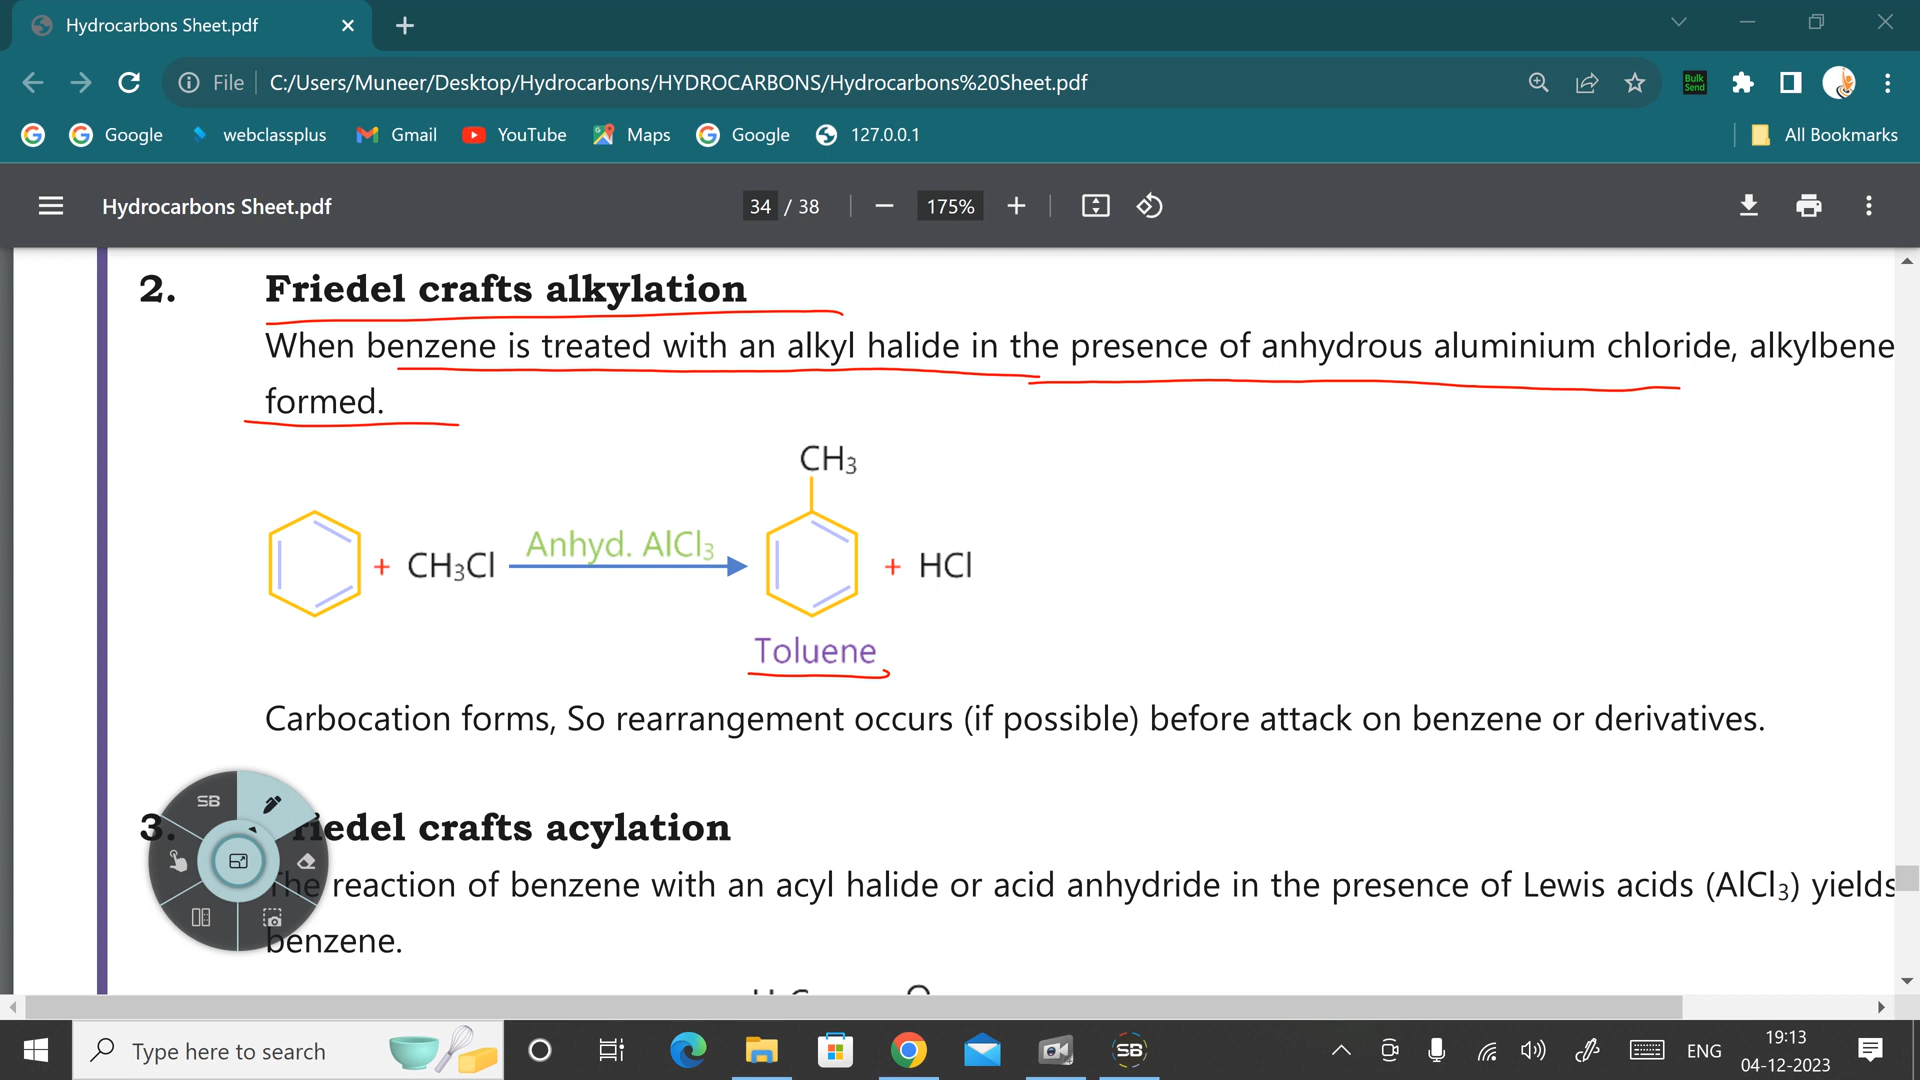 Hydrocarbons Sheet.pdf
File C:/Users/Muneer/Desktop/Hydrocarbons/HYDROCARBONS/Hydrocarbons%20Sheet.pdf
Bulk Send
Google webclassplus Gmail YouTube Maps Google 127.0.0.1 All Bookmarks
Hydrocarbons Sheet.pdf 34 / 38 175%
2. Friedel crafts alkylation
When benzene is treated with an alkyl halide in the presence of anhydrous aluminium chloride, alkylbene
formed.
CH₃
+ CH₃Cl Anhyd. AlCl₃ + HCl
Toluene
Carbocation forms, So rearrangement occurs (if possible) before attack on benzene or derivatives.
SB
3. riedel crafts acylation
The reaction of benzene with an acyl halide or acid anhydride in the presence of Lewis acids (AlCl₃) yields
benzene.
Type here to search SB ENG 19:13
04-12-2023